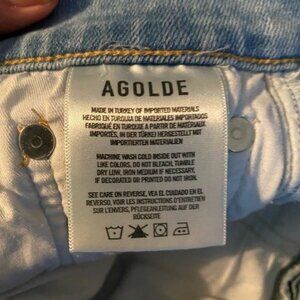 AGOLDE
MADE IN TURKEY OF IMPORTED MATERIALS
HECHO EN TURQUIA DE MATERIALES IMPORTADOS
FABRIQUÉ EN TURQUIE A PARTIR DE MATÉRIAUX
IMPORTÉS, IN DER TÜRKEI HERGESTELLT MIT
IMPORTIERTEN MATERIALIEN
MACHINE WASH COLD INSIDE OUT WITH
LIKE COLORS, DO NOT BLEACH, TUMBLE
DRY LOW, IRON MEDIUM IF NECESSARY,
IF DECORATED OR PRINTED DO NOT IRON.
SEE CARE ON REVERSE, VEA EL CUIDADO EN EL
REVERSO, VOIR LES INSTRUCTIONS D'ENTRETIEN
SUR L'ENVERS, PFLEGEANLEITUNG AUF DER
RÜCKSEITE